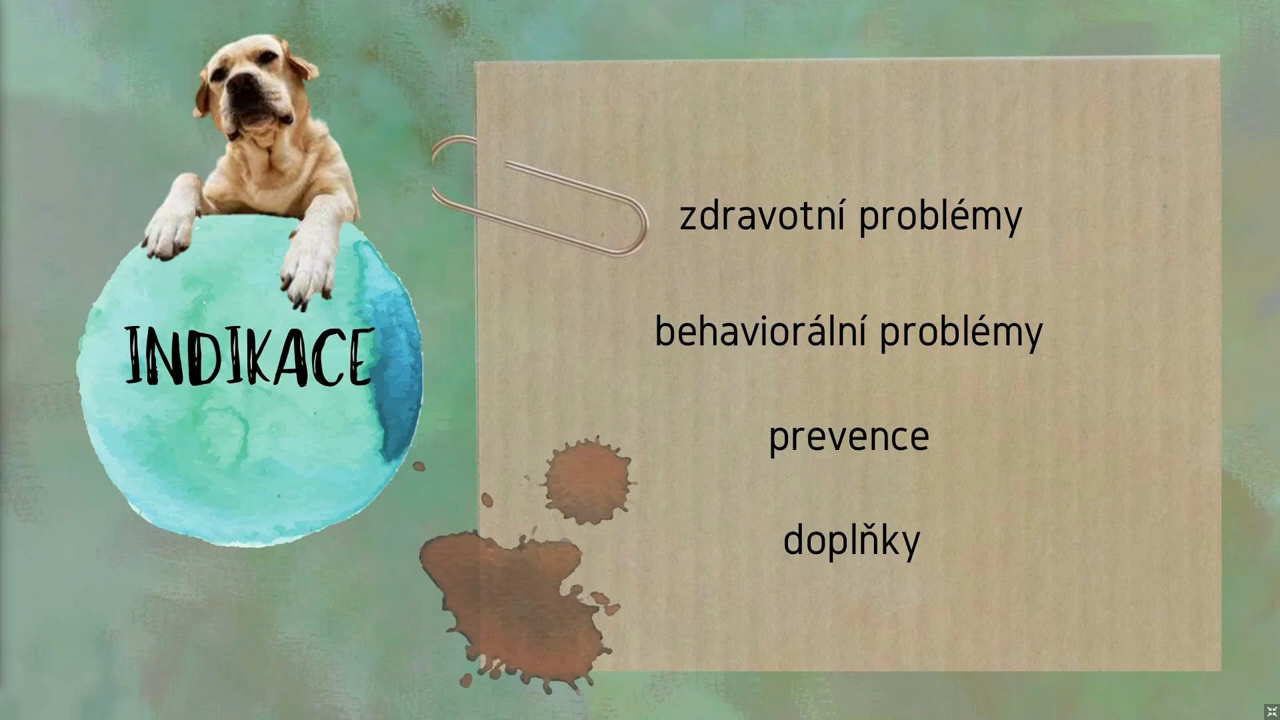 INDIKACE
zdravotní problémy
behaviorální problémy
prevence
doplňky